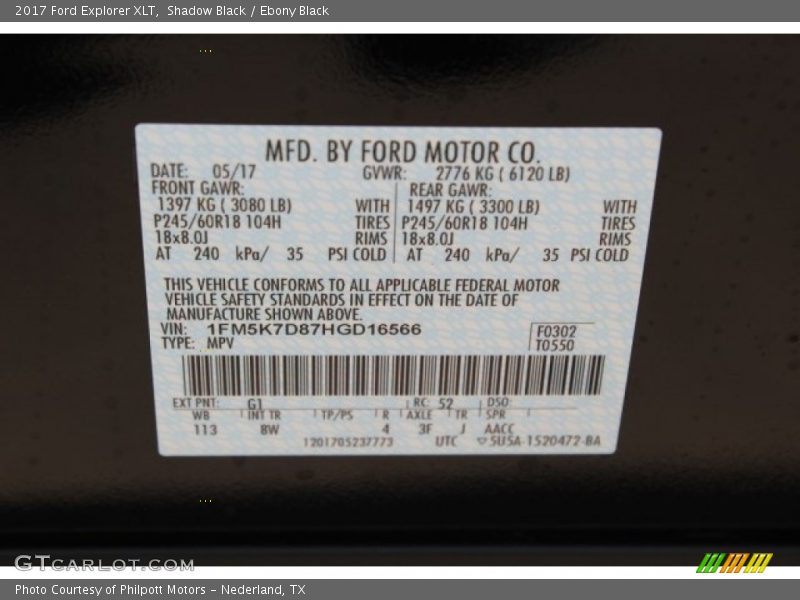 2017 Ford Explorer XLT,  Shadow Black / Ebony Black
MFD. BY FORD MOTOR CO.
DATE: 05/17 GVWR: 2776 KG ( 6120 LB)
FRONT GAWR: REAR GAWR:
1397 KG ( 3080 LB) WITH 1497 KG ( 3300 LB) WITH
P245/60R18 104H TIRES P245/60R18 104H TIRES
18x8.0J RIMS 18x8.0J RIMS
AT 240 kPa/ 35 PSI COLD AT 240 kPa/ 35 PSI COLD
THIS VEHICLE CONFORMS TO ALL APPLICABLE FEDERAL MOTOR
VEHICLE SAFETY STANDARDS IN EFFECT ON THE DATE OF
MANUFACTURE SHOWN ABOVE.
VIN: 1FM5K7D87HGD16566 F0302
TYPE: MPV T0550
EXT PNT: G1 RC: 52 DSO:
WB INT TR TP/PS R AXLE TR SPR
113 8W 4 3F J AACC
1201705237773 UTC 5U5A-1520472-BA
GTCARLOT.COM
Photo Courtesy of Philpott Motors - Nederland, TX